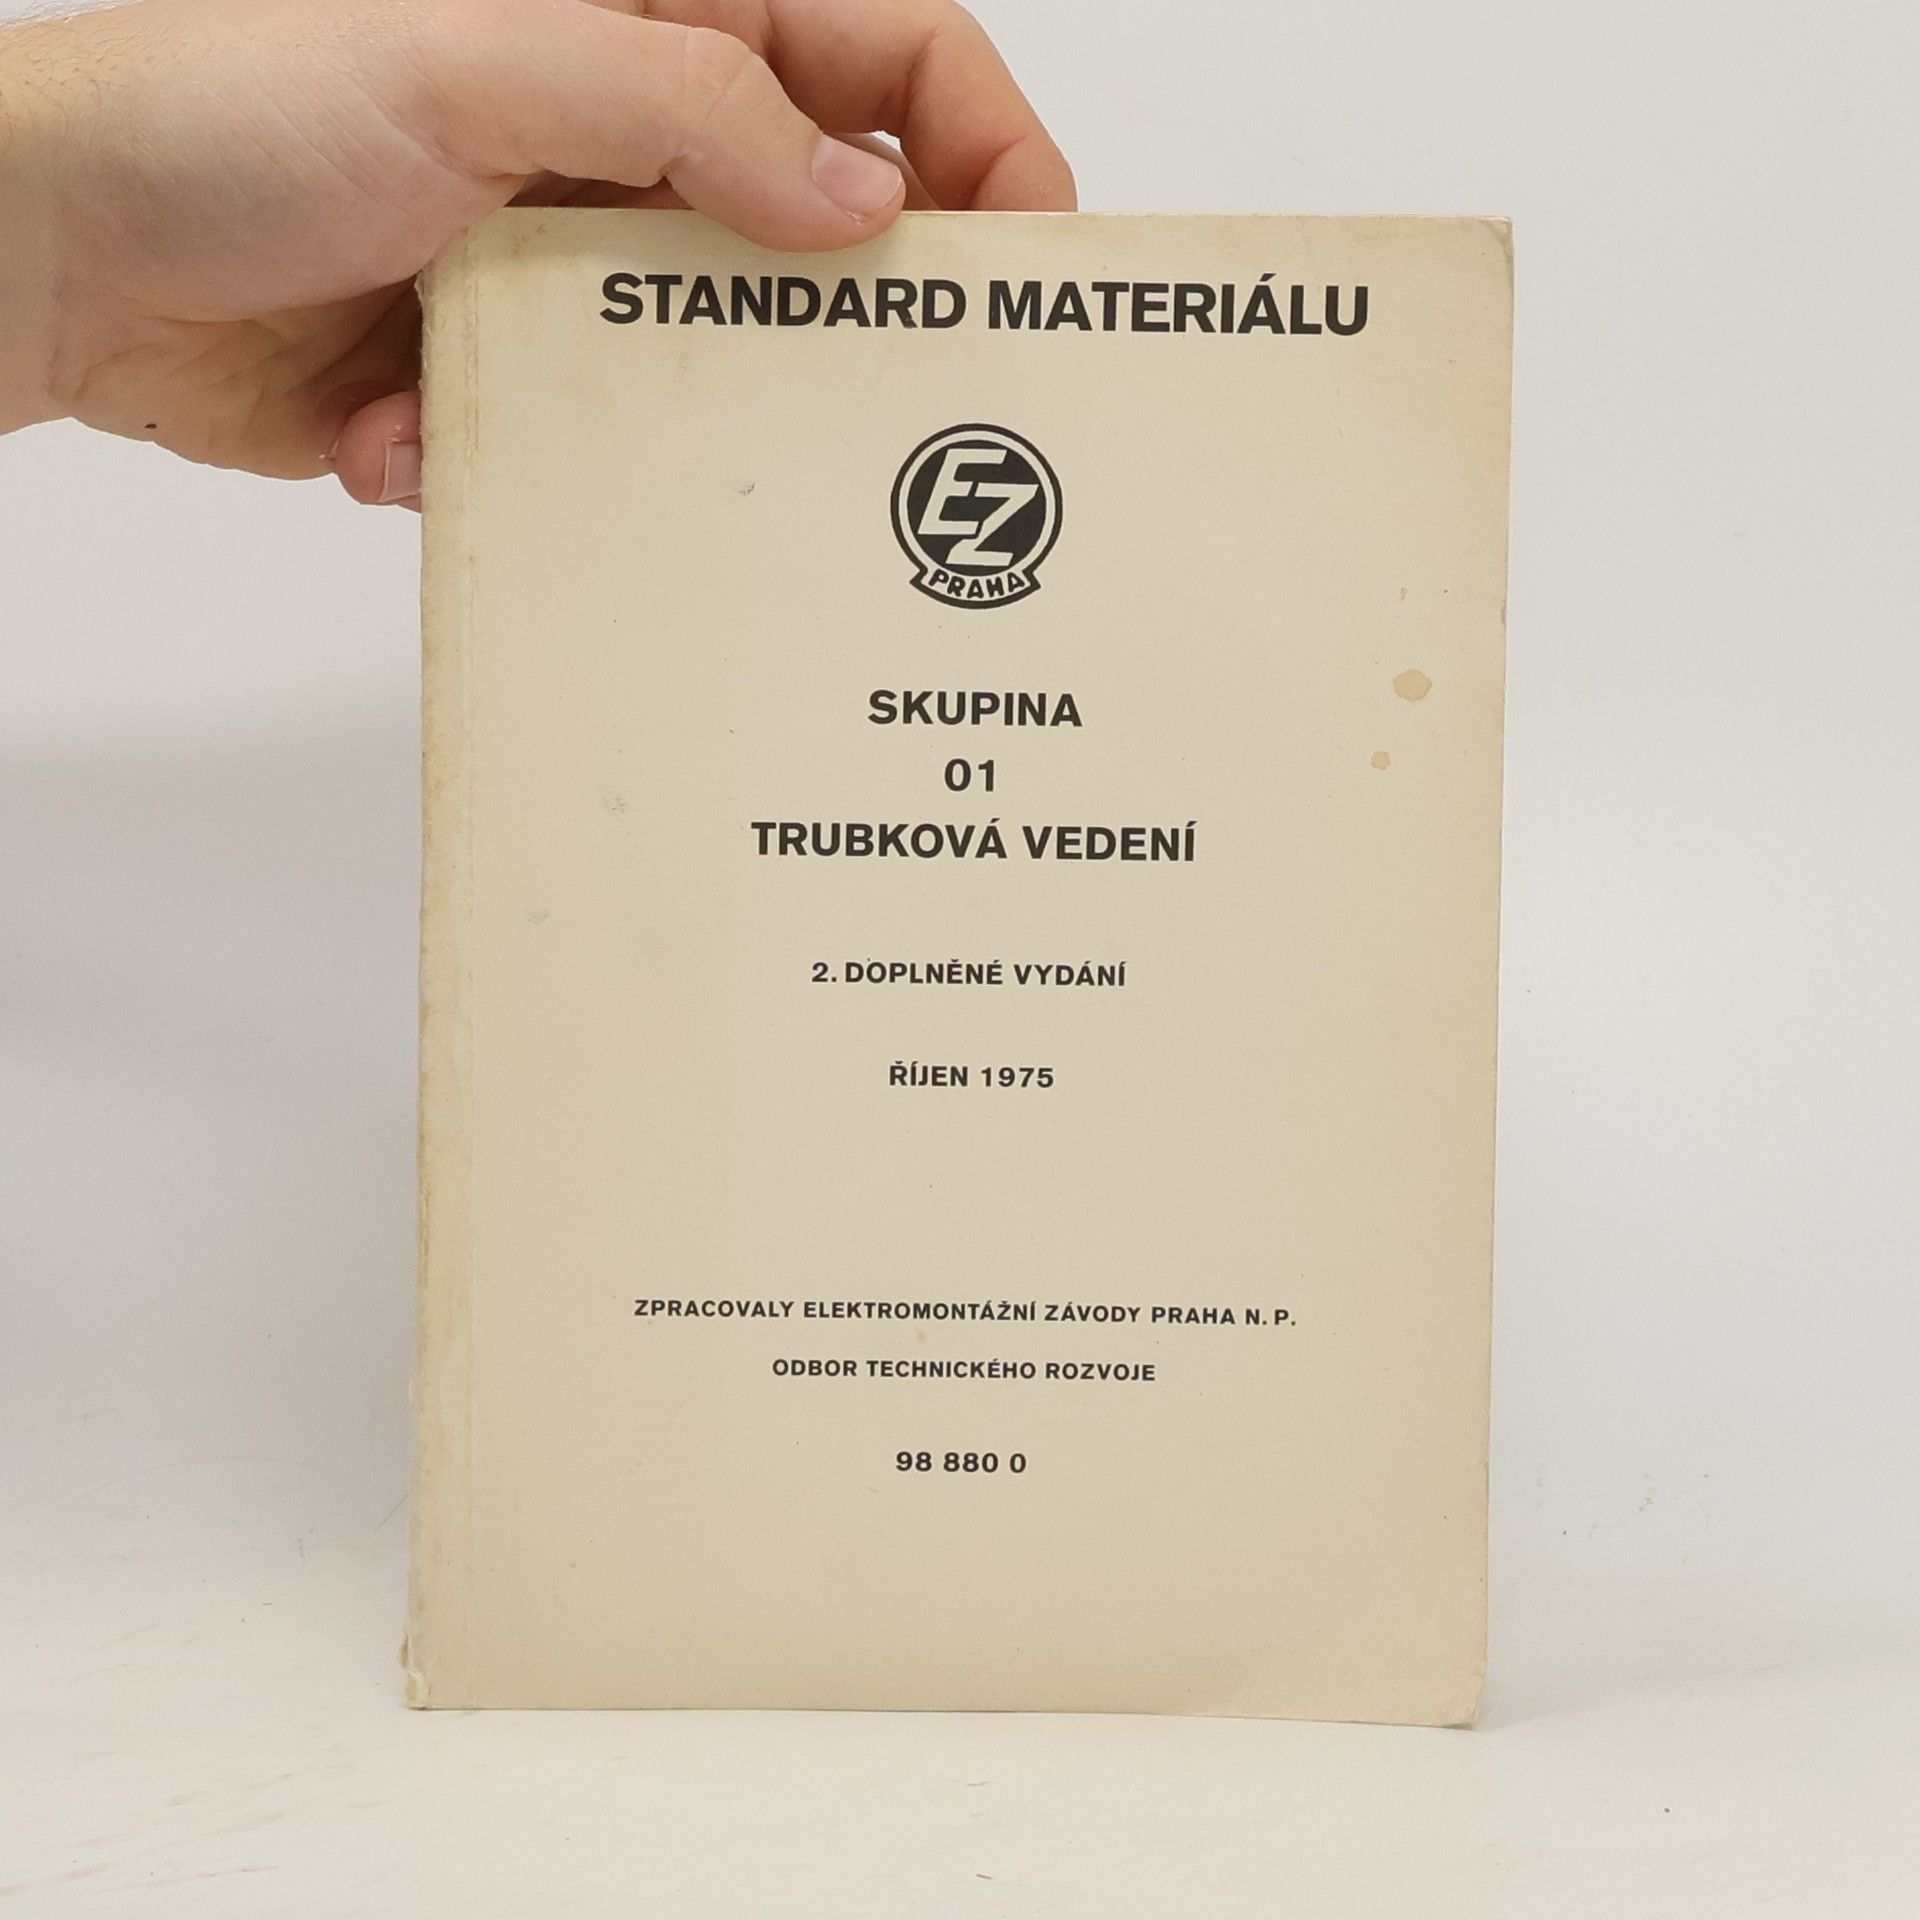 STANDARD MATERIÁLU
EZ
PRAHA
SKUPINA
01
TRUBKOVÁ VEDENÍ
2. DOPLNĚNÉ VYDÁNÍ
ŘÍJEN 1975
ZPRACOVALY ELEKTROMONTÁŽNÍ ZÁVODY PRAHA N. P.
ODBOR TECHNICKÉHO ROZVOJE
98 880 0